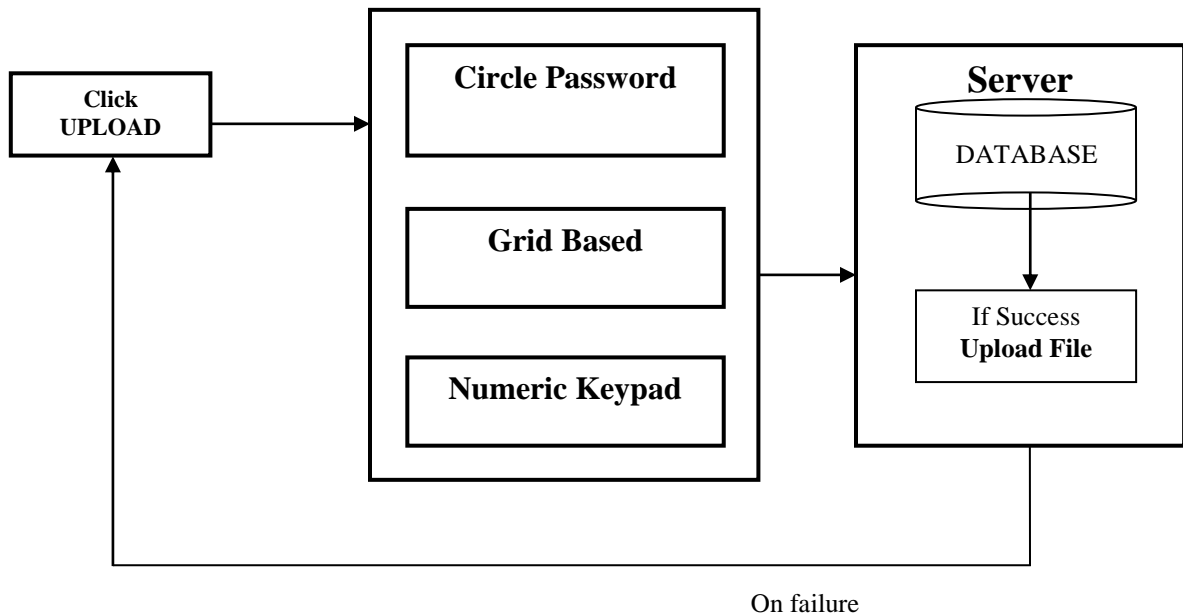 Click
UPLOAD
Circle Password
Grid Based
Numeric Keypad
Server
DATABASE
If Success
Upload File
On failure